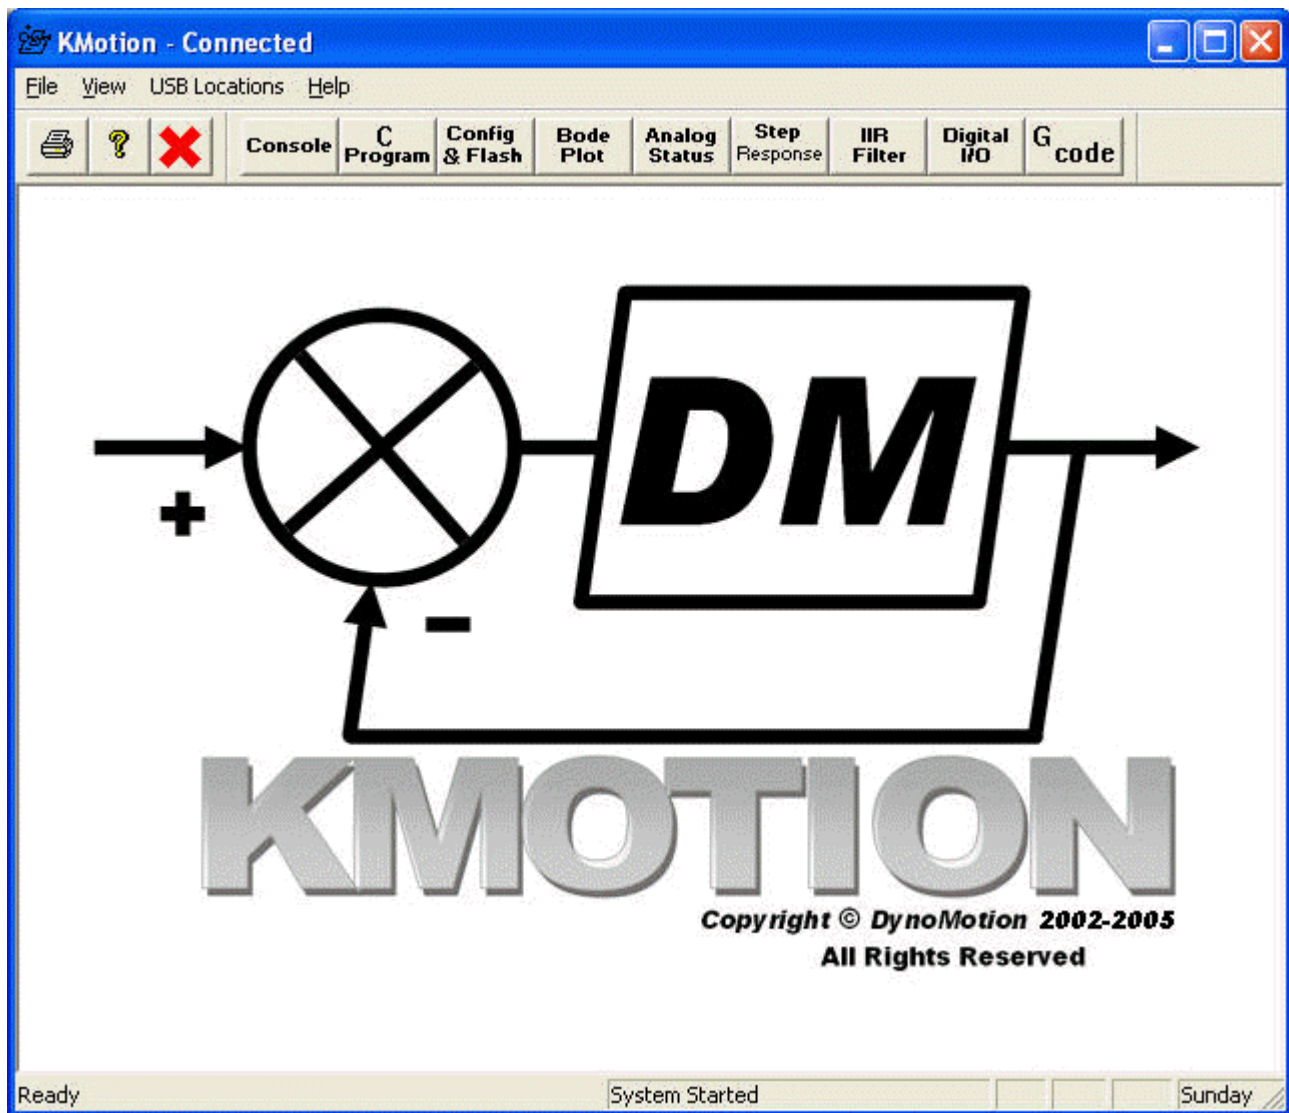 KMotion - Connected
File View USB Locations Help
? Console C Program Config & Flash Bode Plot Analog Status Step Response IIR Filter Digital I/O G code
DM
+
-
KMOTION
Copyright © DynoMotion 2002-2005
All Rights Reserved
Ready System Started Sunday